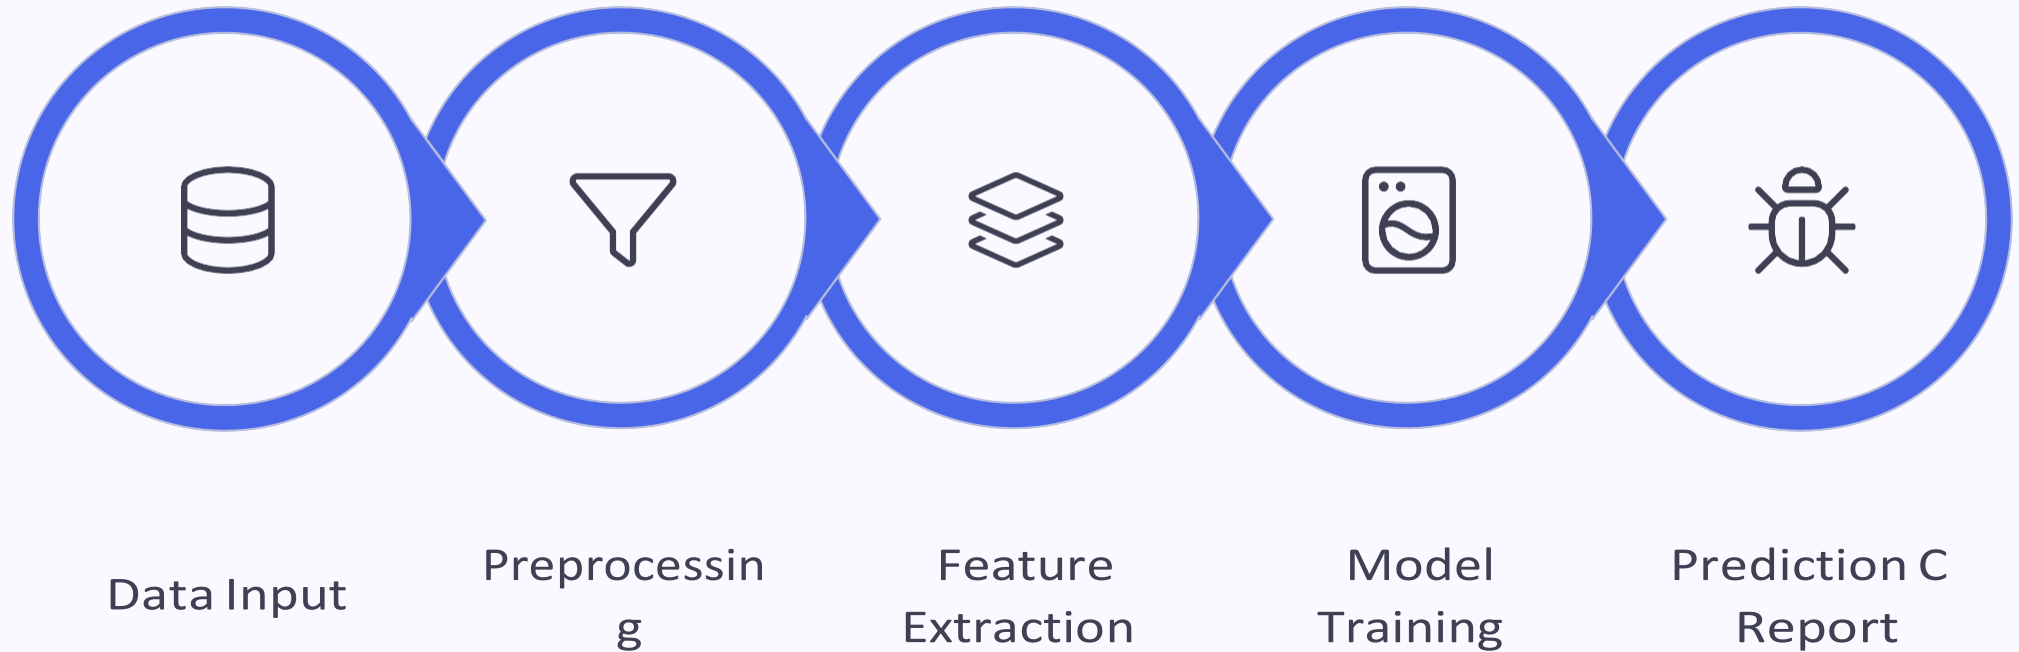 Data Input
Preprocessin
g
Feature
Extraction
Model
Training
Prediction C
Report